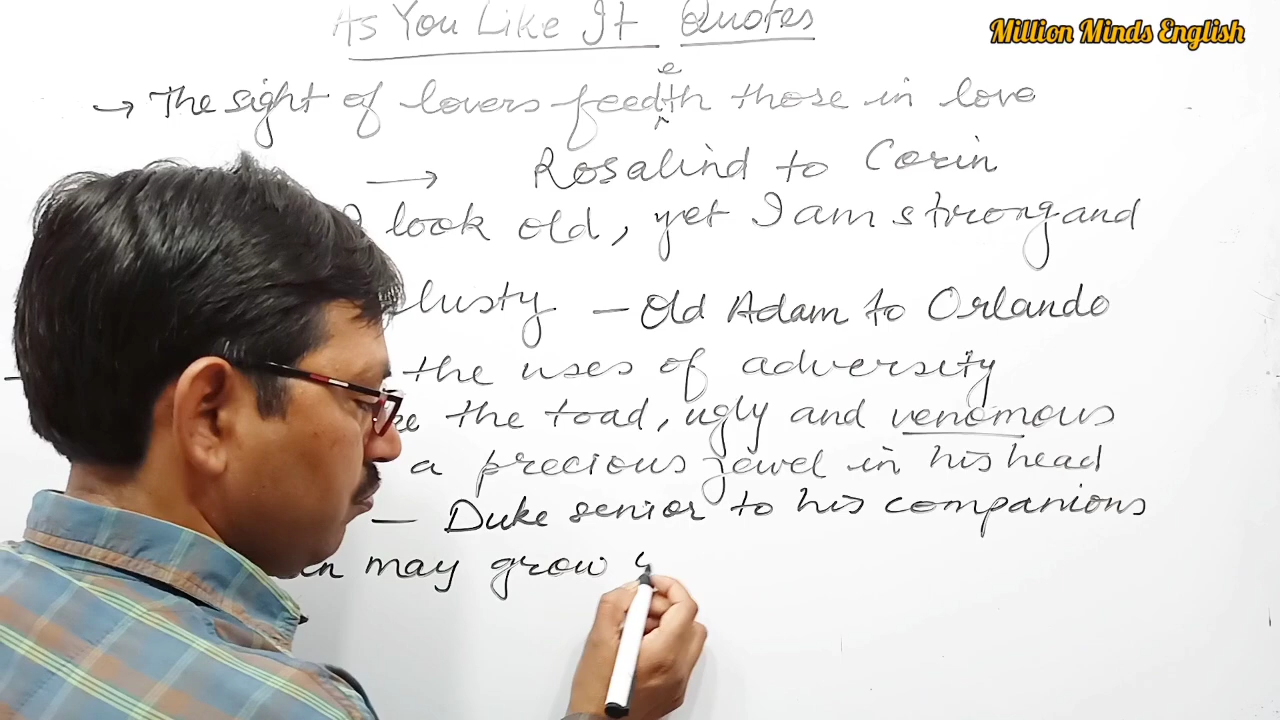 As You Like It Quotes
Million Minds English
→ The sight of lovers feedeth those in love
→ Rosalind to Corin
I look old, yet I am strong and
lusty - Old Adam to Orlando
the uses of adversity
the toad, ugly and venomous
a precious jewel in his head
- Duke senior to his companions
may grow